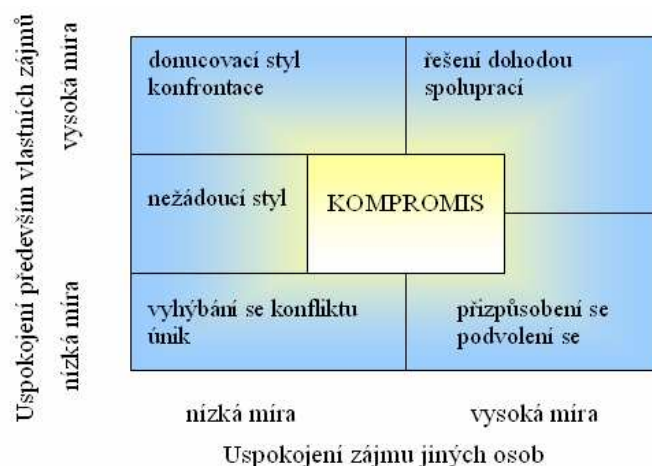 Uspokojení především vlastních zájmů
vysoká míra
nízká míra
donucovací styl
konfrontace
řešení dohodou
spoluprací
nežádoucí styl
KOMPROMIS
vyhýbání se konfliktu
únik
přizpůsobení se
podvolení se
nízká míra
vysoká míra
Uspokojení zájmu jiných osob